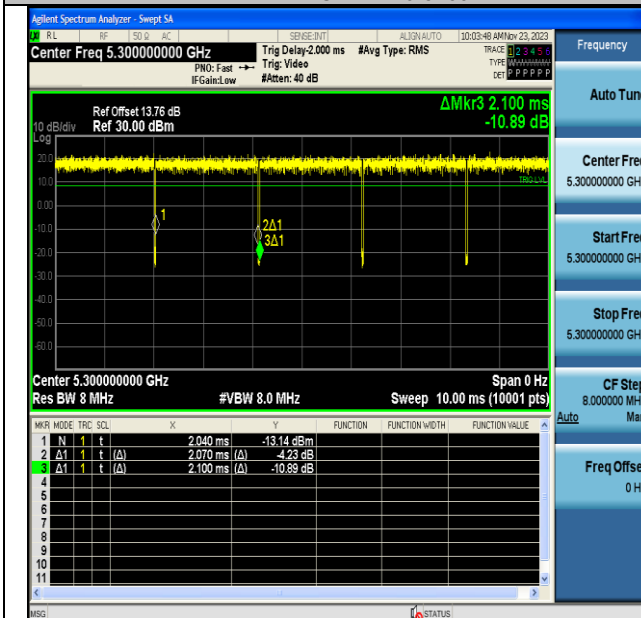 Agilent Spectrum Analyzer - Swept SA
LXI RL RF 50 Ω AC SENSE:INT ALIGN AUTO 10:03:48 AM Nov 23, 2023
Center Freq 5.300000000 GHz
PNO: Fast
IFGain:Low
Trig Delay-2.000 ms
Trig: Video
#Atten: 40 dB
#Avg Type: RMS
TRACE 1 2 3 4 5 6
TYPE
DET P P P P P P
Frequency
ΔMkr3 2.100 ms
-10.89 dB
Ref Offset 13.76 dB
10 dB/div Ref 30.00 dBm
Log
20.0
10.0
0.00
-10.0
-20.0
-30.0
-40.0
-50.0
-60.0
TRIG LVL
1
2Δ1
3Δ1
Center 5.300000000 GHz Span 0 Hz
Res BW 8 MHz #VBW 8.0 MHz Sweep 10.00 ms (10001 pts)
MKR MODE TRC SCL X Y FUNCTION FUNCTION WIDTH FUNCTION VALUE
1 N 1 t 2.040 ms -13.14 dBm
2 Δ1 1 t (Δ) 2.070 ms (Δ) -4.23 dB
3 Δ1 1 t (Δ) 2.100 ms (Δ) -10.89 dB
4
5
6
7
8
9
10
11
MSG STATUS
Auto Tun
Center Fre
5.300000000 GH
Start Fre
5.300000000 GH
Stop Fre
5.300000000 GH
CF Ste
8.000000 MH
Auto Ma
Freq Offse
0 H